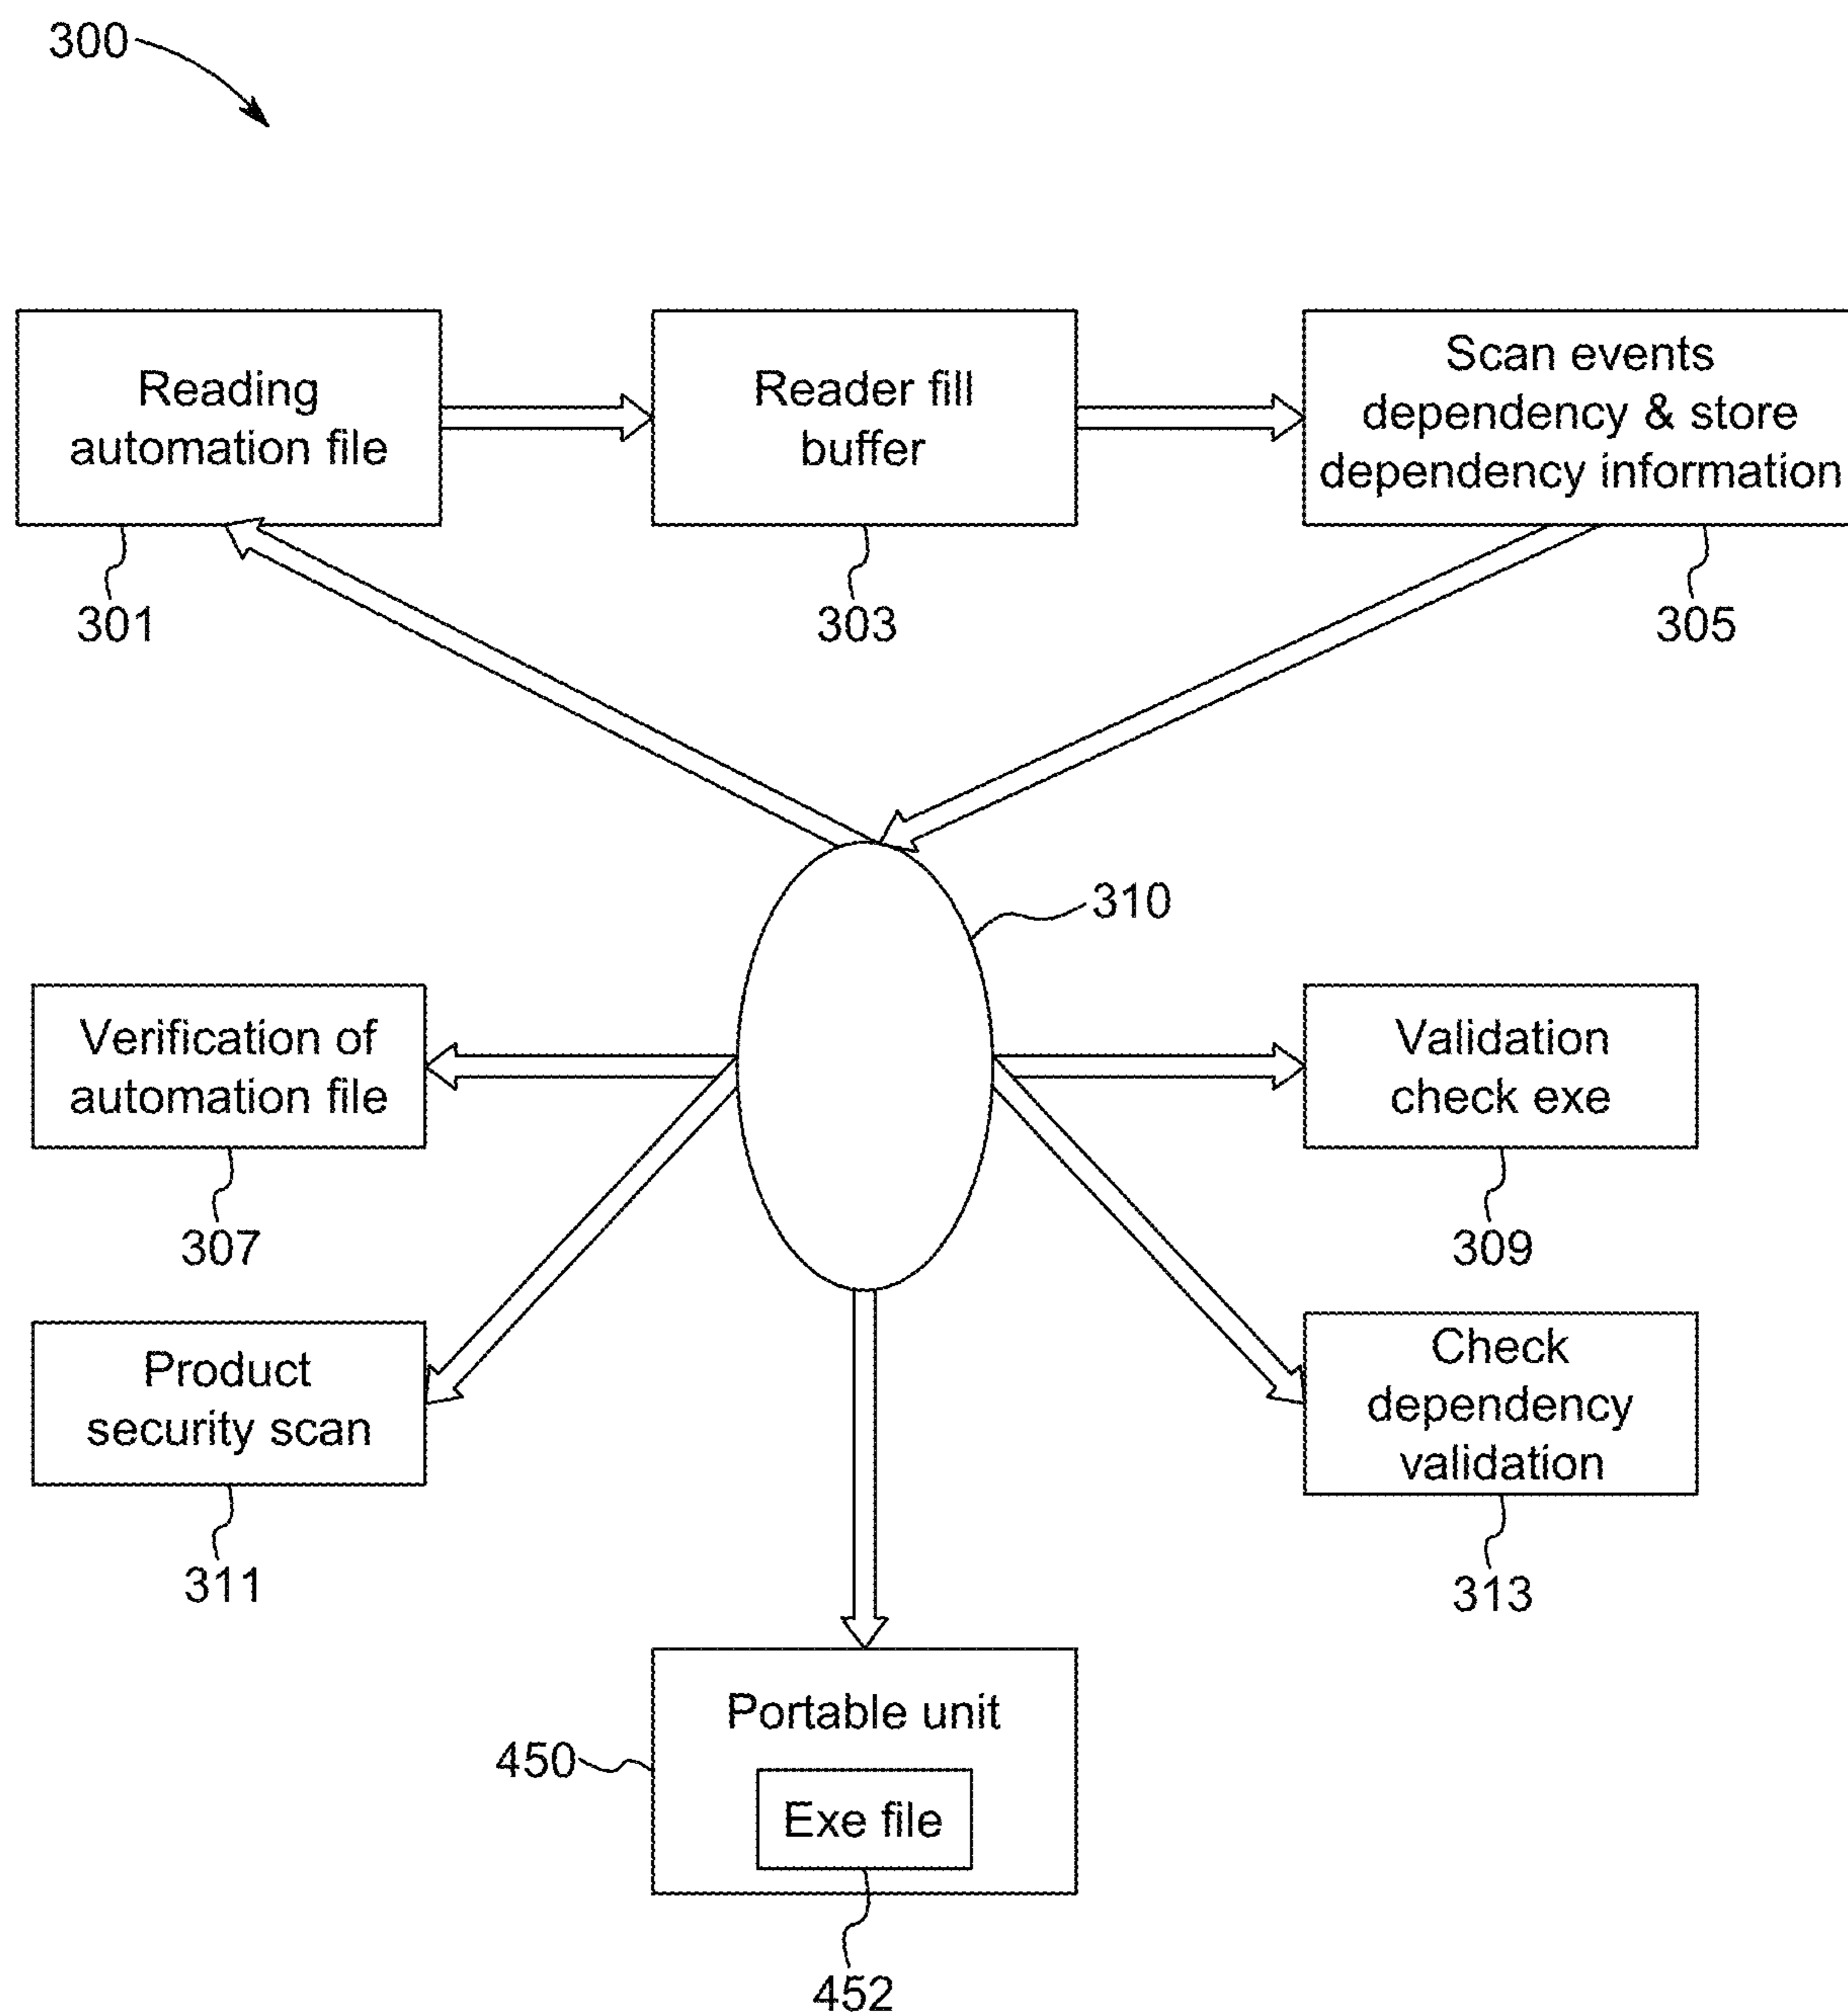 300
Reading
automation file
Reader fill
buffer
Scan events
dependency & store
dependency information
301
303
305
310
Verification of
automation file
Validation
check exe
307
309
Product
security scan
Check
dependency
validation
311
313
Portable unit
450
Exe file
452